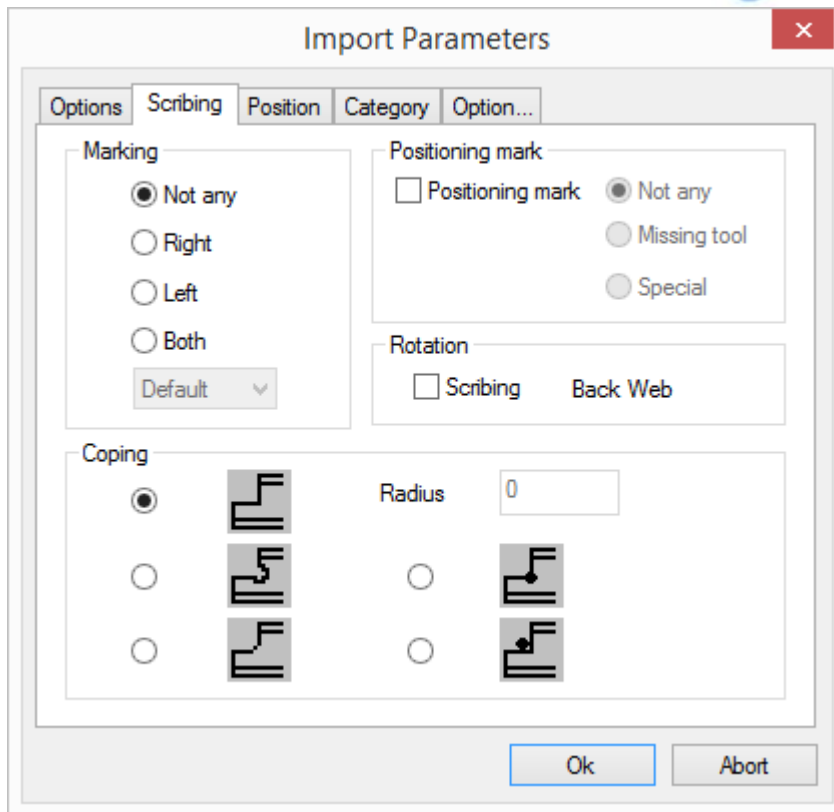 Import Parameters
Options Scribing Position Category Option...
Marking
Not any
Right
Left
Both
Default
Positioning mark
Positioning mark Not any
Missing tool
Special
Rotation
Scribing Back Web
Coping
Radius 0
Ok Abort